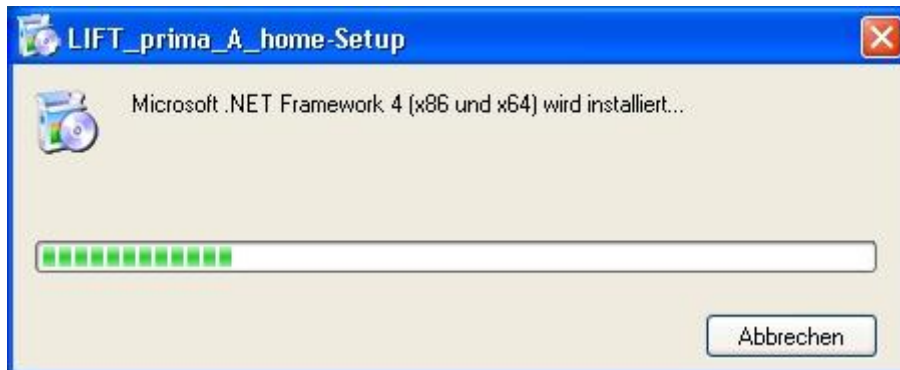 LIFT_prima_A_home-Setup
Microsoft .NET Framework 4 (x86 und x64) wird installiert...
Abbrechen